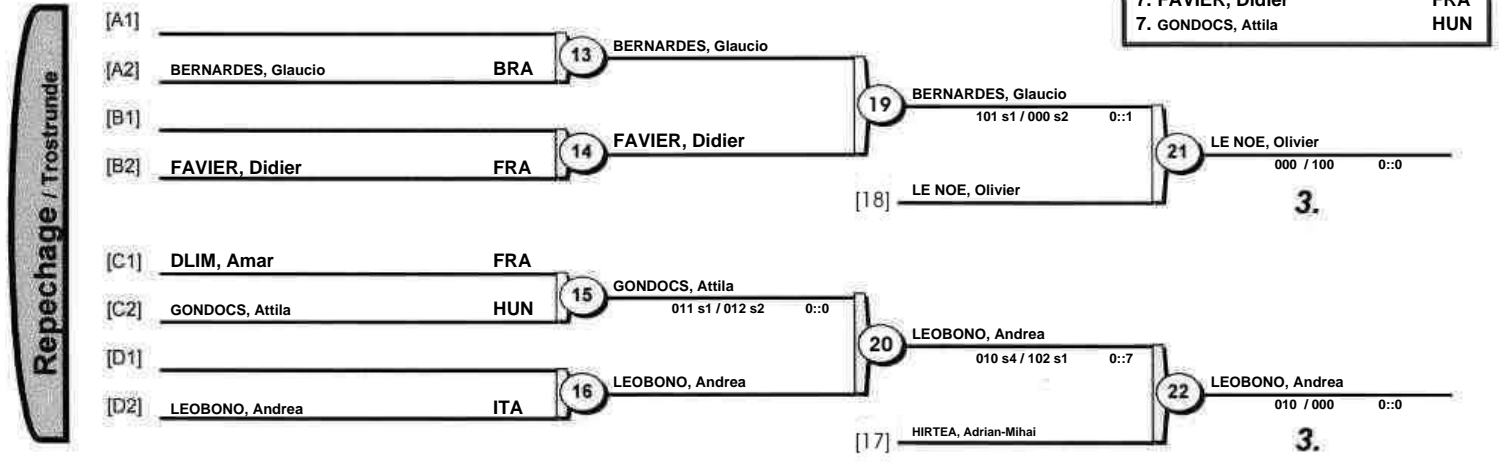 7. FAVIER, Didier FRA
7. GONDOCS, Attila HUN
Repechage / Trostrunde
[A1]
[A2] BERNARDES, Glaucio BRA
13 BERNARDES, Glaucio
[B1]
[B2] FAVIER, Didier FRA
14 FAVIER, Didier
19 BERNARDES, Glaucio
101 s1 / 000 s2 0::1
[18] LE NOE, Olivier
21 LE NOE, Olivier
000 / 100 0::0
3.
[C1] DLIM, Amar FRA
[C2] GONDOCS, Attila HUN
15 GONDOCS, Attila
011 s1 / 012 s2 0::0
[D1]
[D2] LEOBONO, Andrea ITA
16 LEOBONO, Andrea
20 LEOBONO, Andrea
010 s4 / 102 s1 0::7
[17] HIRTEA, Adrian-Mihai
22 LEOBONO, Andrea
010 / 000 0::0
3.